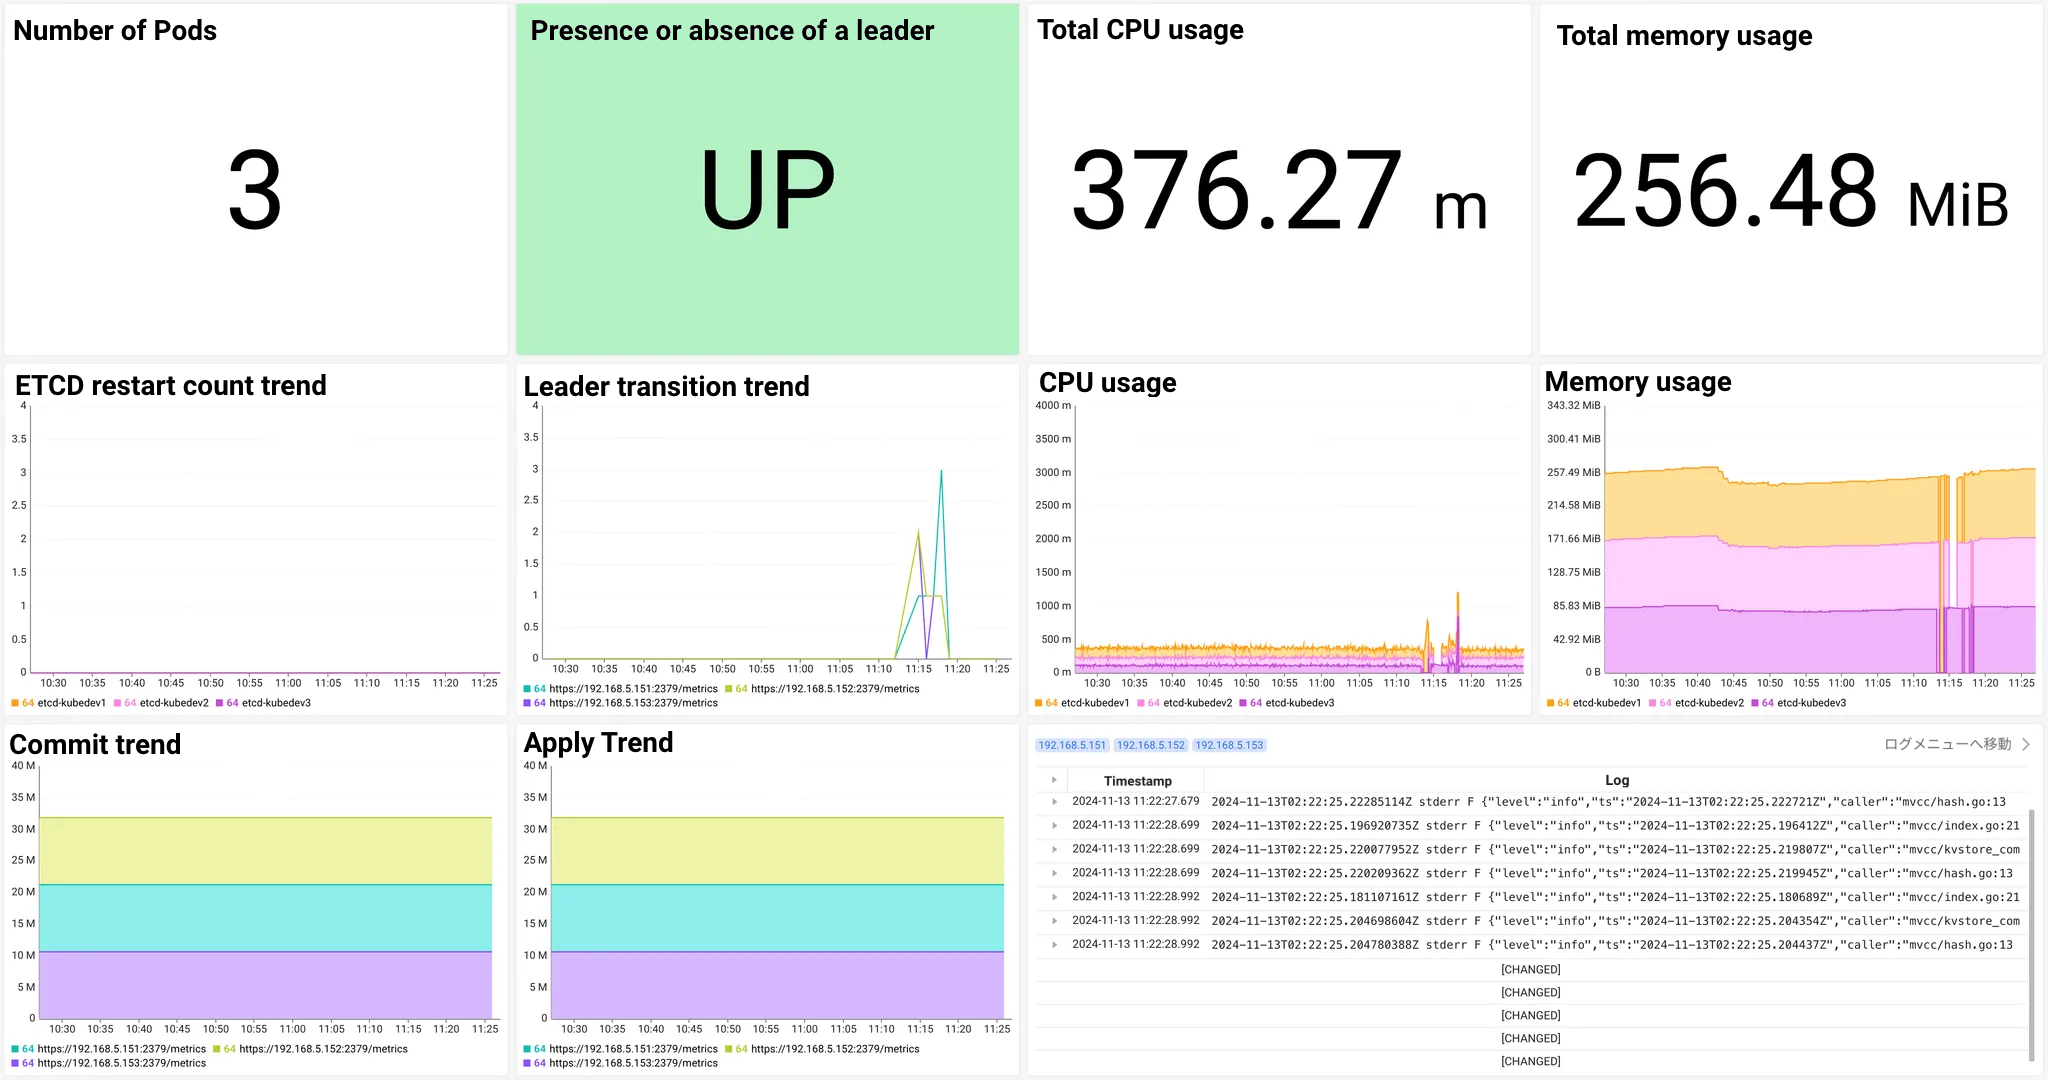 Number of Pods
3
Presence or absence of a leader
UP
Total CPU usage
376.27 m
Total memory usage
256.48 MiB
ETCD restart count trend
4
3.5
3
2.5
2
1.5
1
0.5
0
10:30 10:35 10:40 10:45 10:50 10:55 11:00 11:05 11:10 11:15 11:20 11:25
64 etcd-kubedev1 64 etcd-kubedev2 64 etcd-kubedev3
Leader transition trend
4
3.5
3
2.5
2
1.5
1
0.5
0
10:30 10:35 10:40 10:45 10:50 10:55 11:00 11:05 11:10 11:15 11:20 11:25
64 https://192.168.5.151:2379/metrics 64 https://192.168.5.152:2379/metrics
64 https://192.168.5.153:2379/metrics
CPU usage
4000 m
3500 m
3000 m
2500 m
2000 m
1500 m
1000 m
500 m
0 m
10:30 10:35 10:40 10:45 10:50 10:55 11:00 11:05 11:10 11:15 11:20 11:25
64 etcd-kubedev1 64 etcd-kubedev2 64 etcd-kubedev3
Memory usage
343.32 MiB
300.41 MiB
257.49 MiB
214.58 MiB
171.66 MiB
128.75 MiB
85.83 MiB
42.92 MiB
0 B
10:30 10:35 10:40 10:45 10:50 10:55 11:00 11:05 11:10 11:15 11:20 11:25
64 etcd-kubedev1 64 etcd-kubedev2 64 etcd-kubedev3
Commit trend
40 M
35 M
30 M
25 M
20 M
15 M
10 M
5 M
0
10:30 10:35 10:40 10:45 10:50 10:55 11:00 11:05 11:10 11:15 11:20 11:25
64 https://192.168.5.151:2379/metrics 64 https://192.168.5.152:2379/metrics
64 https://192.168.5.153:2379/metrics
Apply Trend
40 M
35 M
30 M
25 M
20 M
15 M
10 M
5 M
0
10:30 10:35 10:40 10:45 10:50 10:55 11:00 11:05 11:10 11:15 11:20 11:25
64 https://192.168.5.151:2379/metrics 64 https://192.168.5.152:2379/metrics
64 https://192.168.5.153:2379/metrics
192.168.5.151 192.168.5.152 192.168.5.153 ログメニューへ移動
Timestamp Log
2024-11-13 11:22:27.679 2024-11-13T02:22:25.22285114Z stderr F {"level":"info","ts":"2024-11-13T02:22:25.222721Z","caller":"mvcc/hash.go:13
2024-11-13 11:22:28.699 2024-11-13T02:22:25.196920735Z stderr F {"level":"info","ts":"2024-11-13T02:22:25.196412Z","caller":"mvcc/index.go:21
2024-11-13 11:22:28.699 2024-11-13T02:22:25.220077952Z stderr F {"level":"info","ts":"2024-11-13T02:22:25.219807Z","caller":"mvcc/kvstore_com
2024-11-13 11:22:28.699 2024-11-13T02:22:25.220209362Z stderr F {"level":"info","ts":"2024-11-13T02:22:25.219945Z","caller":"mvcc/hash.go:13
2024-11-13 11:22:28.992 2024-11-13T02:22:25.181107161Z stderr F {"level":"info","ts":"2024-11-13T02:22:25.180689Z","caller":"mvcc/index.go:21
2024-11-13 11:22:28.992 2024-11-13T02:22:25.204698604Z stderr F {"level":"info","ts":"2024-11-13T02:22:25.204354Z","caller":"mvcc/kvstore_com
2024-11-13 11:22:28.992 2024-11-13T02:22:25.204780388Z stderr F {"level":"info","ts":"2024-11-13T02:22:25.204437Z","caller":"mvcc/hash.go:13
[CHANGED]
[CHANGED]
[CHANGED]
[CHANGED]
[CHANGED]